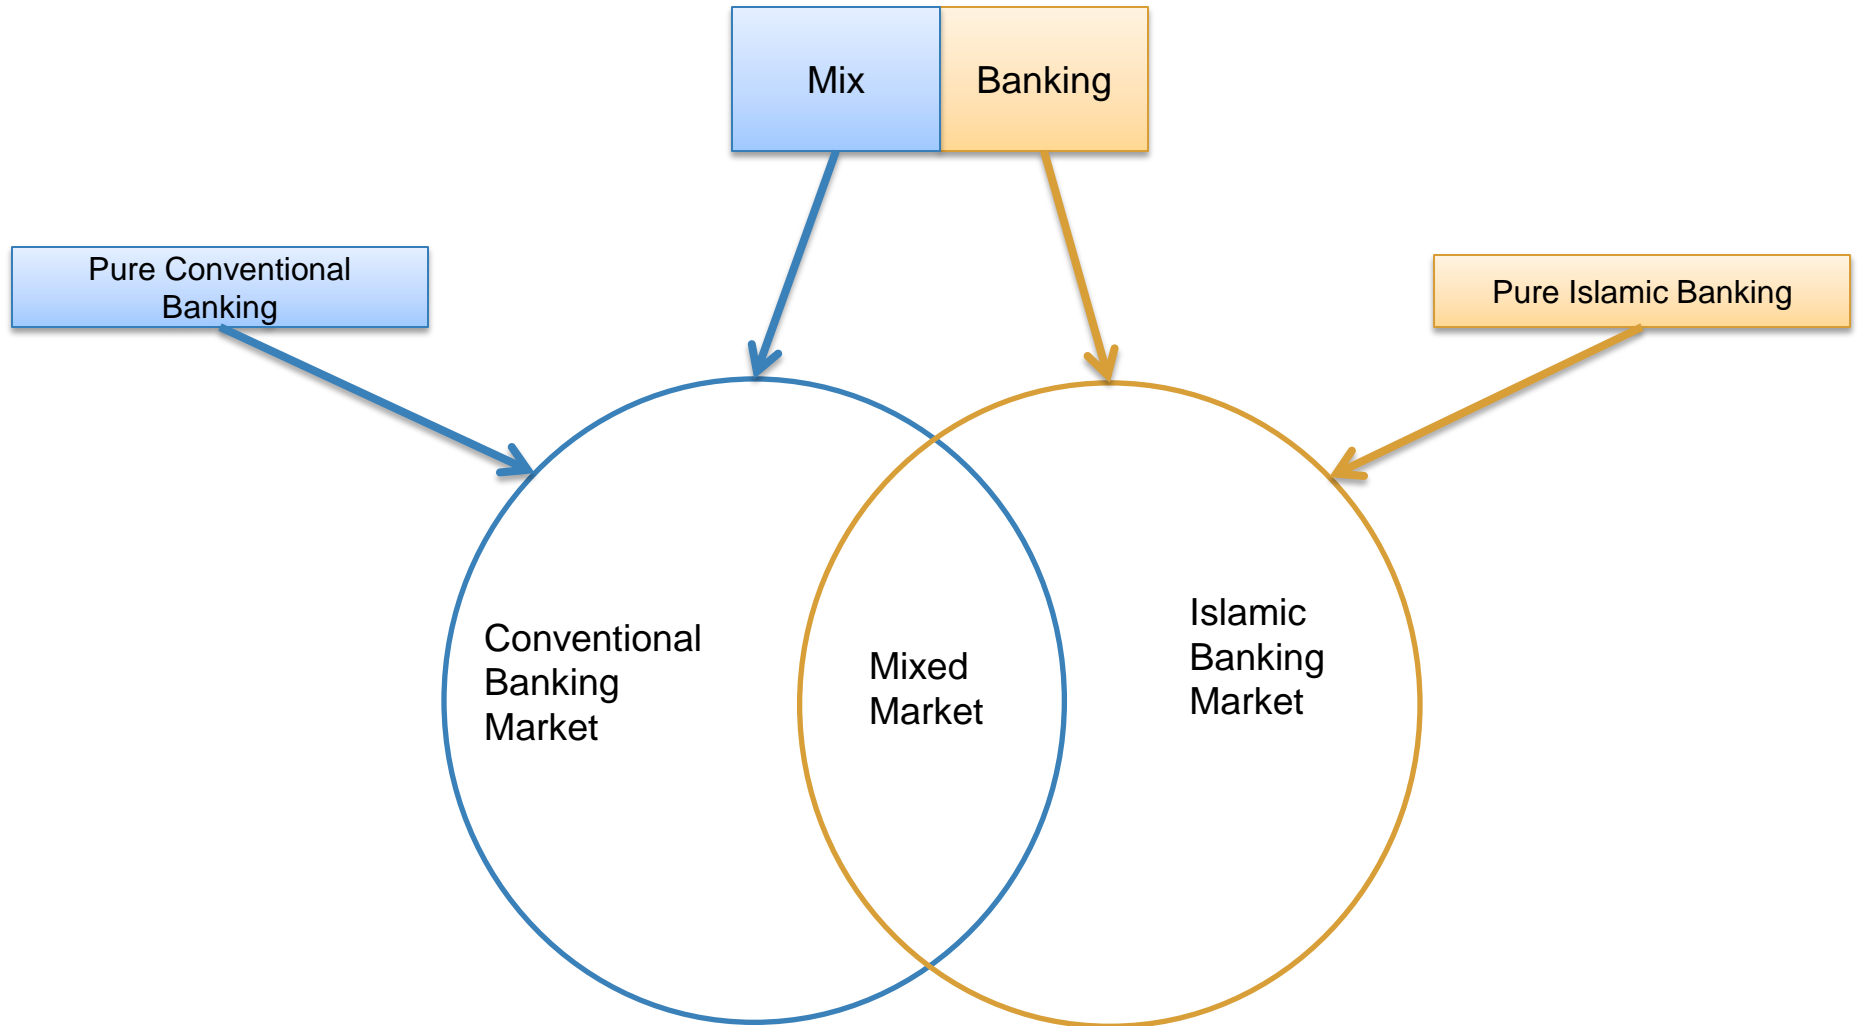 Mix
Banking
Pure Conventional
Banking
Pure Islamic Banking
Conventional
Banking
Market
Mixed
Market
Islamic
Banking
Market